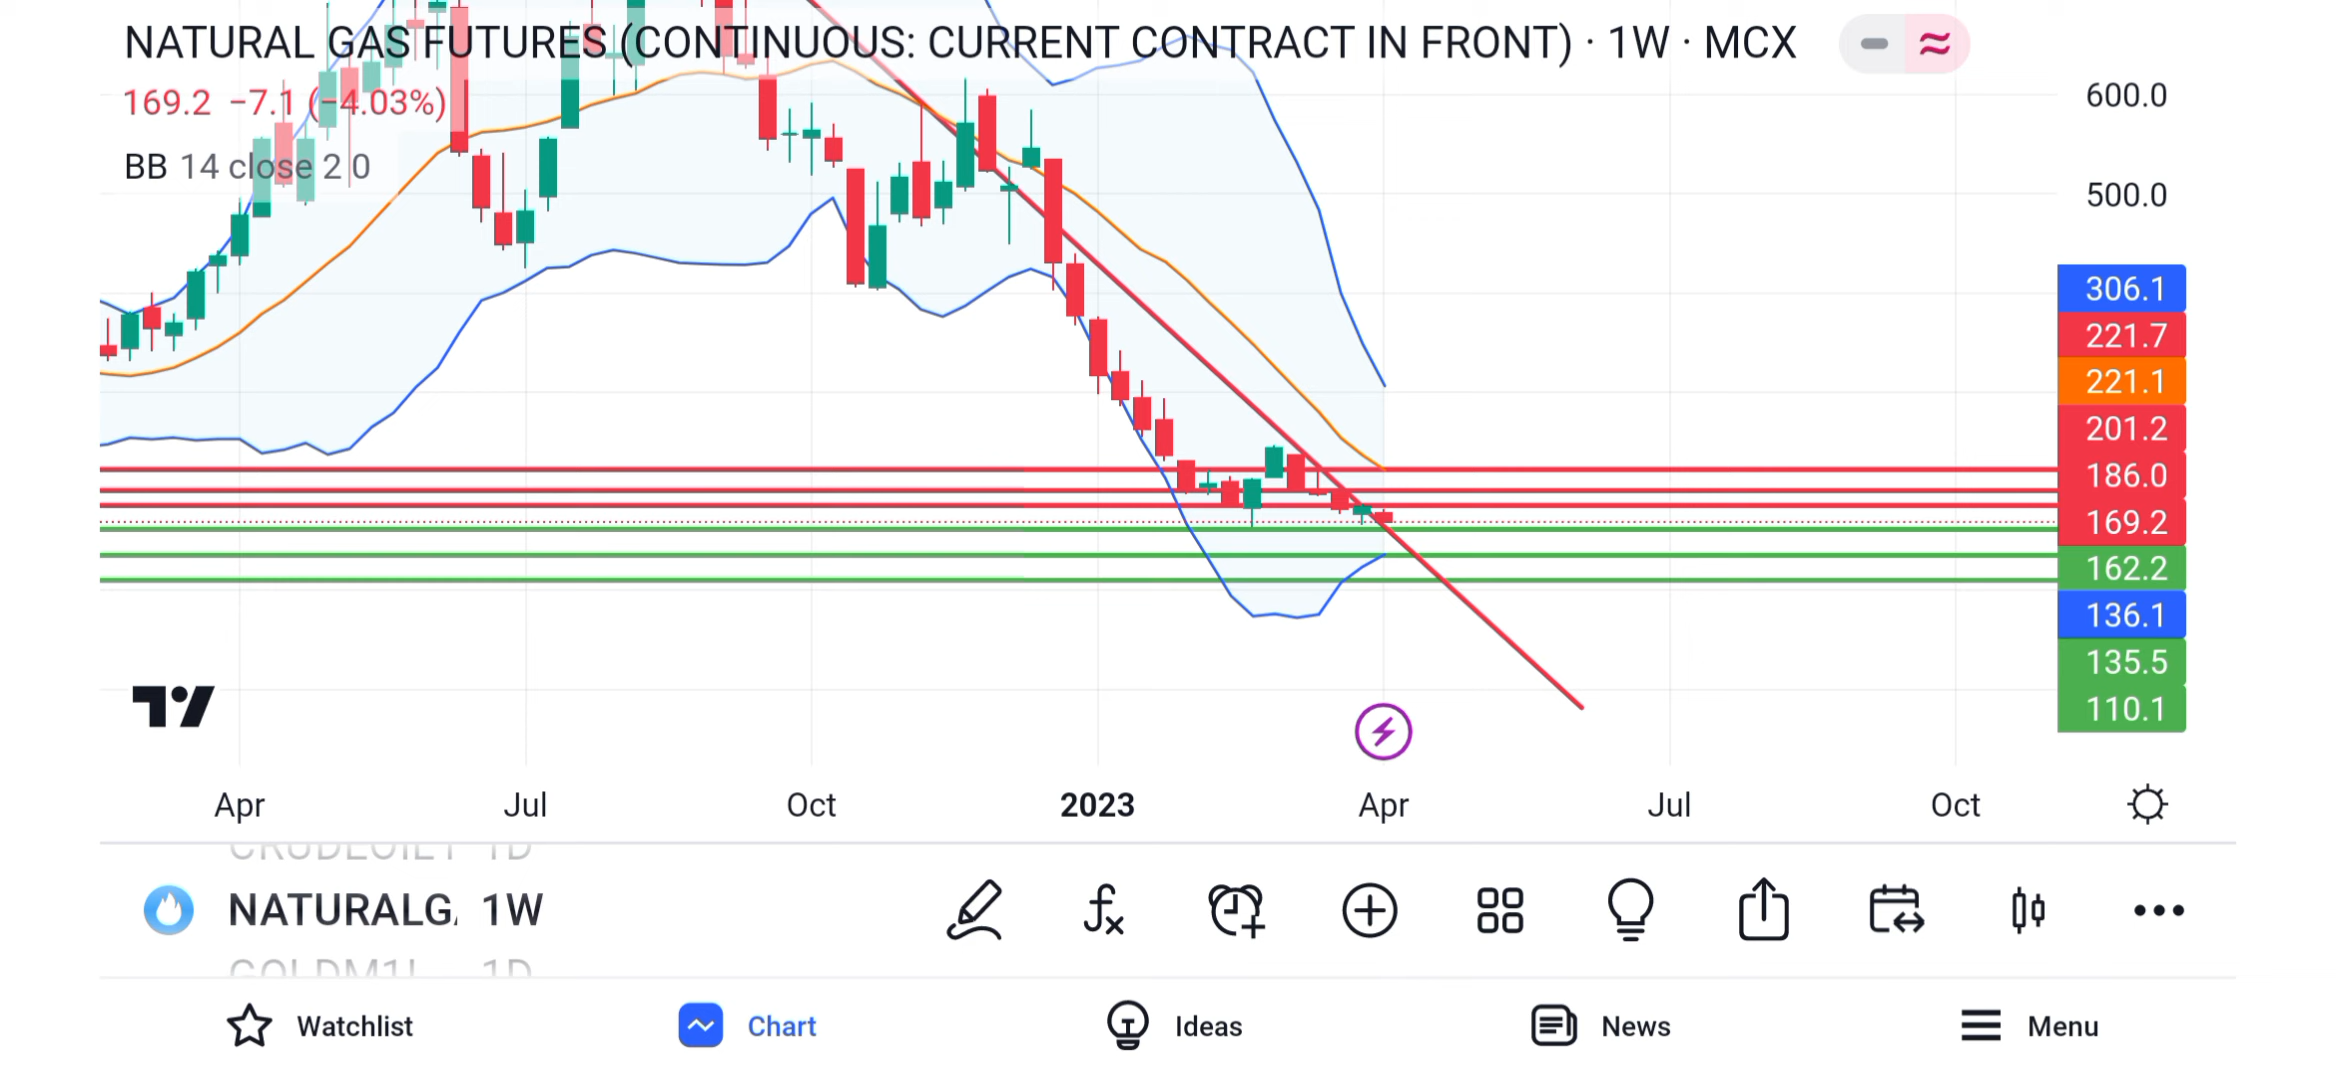 NATURAL GAS FUTURES (CONTINUOUS: CURRENT CONTRACT IN FRONT) · 1W · MCX
169.2 −7.1 (−4.03%)
BB 14 close 2 0
600.0
500.0
306.1
221.7
221.1
201.2
186.0
169.2
162.2
136.1
135.5
110.1
Apr Jul Oct 2023 Apr Jul Oct
1D
NATURALG 1W
1D
Watchlist Chart Ideas News Menu